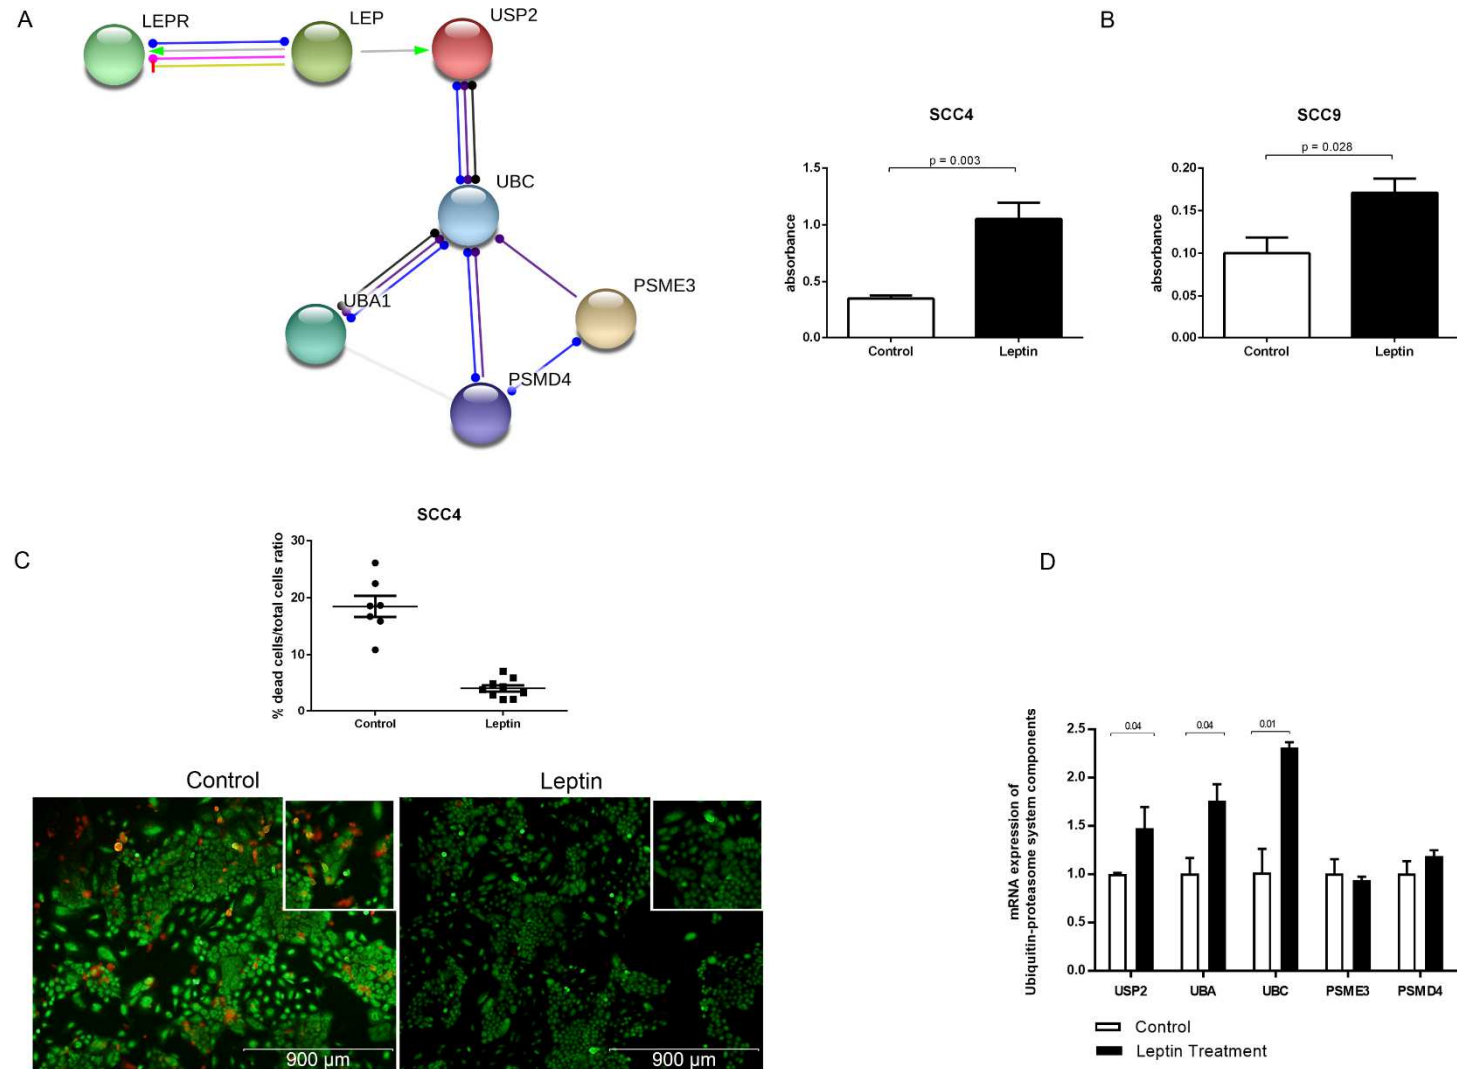 A
LEPR
LEP
USP2
UBC
UBA1
PSME3
PSMD4
B
SCC4
p = 0.003
absorbance
1.5
1.0
0.5
0.0
Control
Leptin
SCC9
p = 0.028
absorbance
0.20
0.15
0.10
0.05
0.00
Control
Leptin
C
SCC4
% dead cells/total cells ratio
30
20
10
0
Control
Leptin
Control
Leptin
900 µm
900 µm
D
mRNA expression of
Ubiquitin-proteasome system components
2.5
2.0
1.5
1.0
0.5
0.0
0.04
0.04
0.01
USP2
UBA
UBC
PSME3
PSMD4
Control
Leptin Treatment